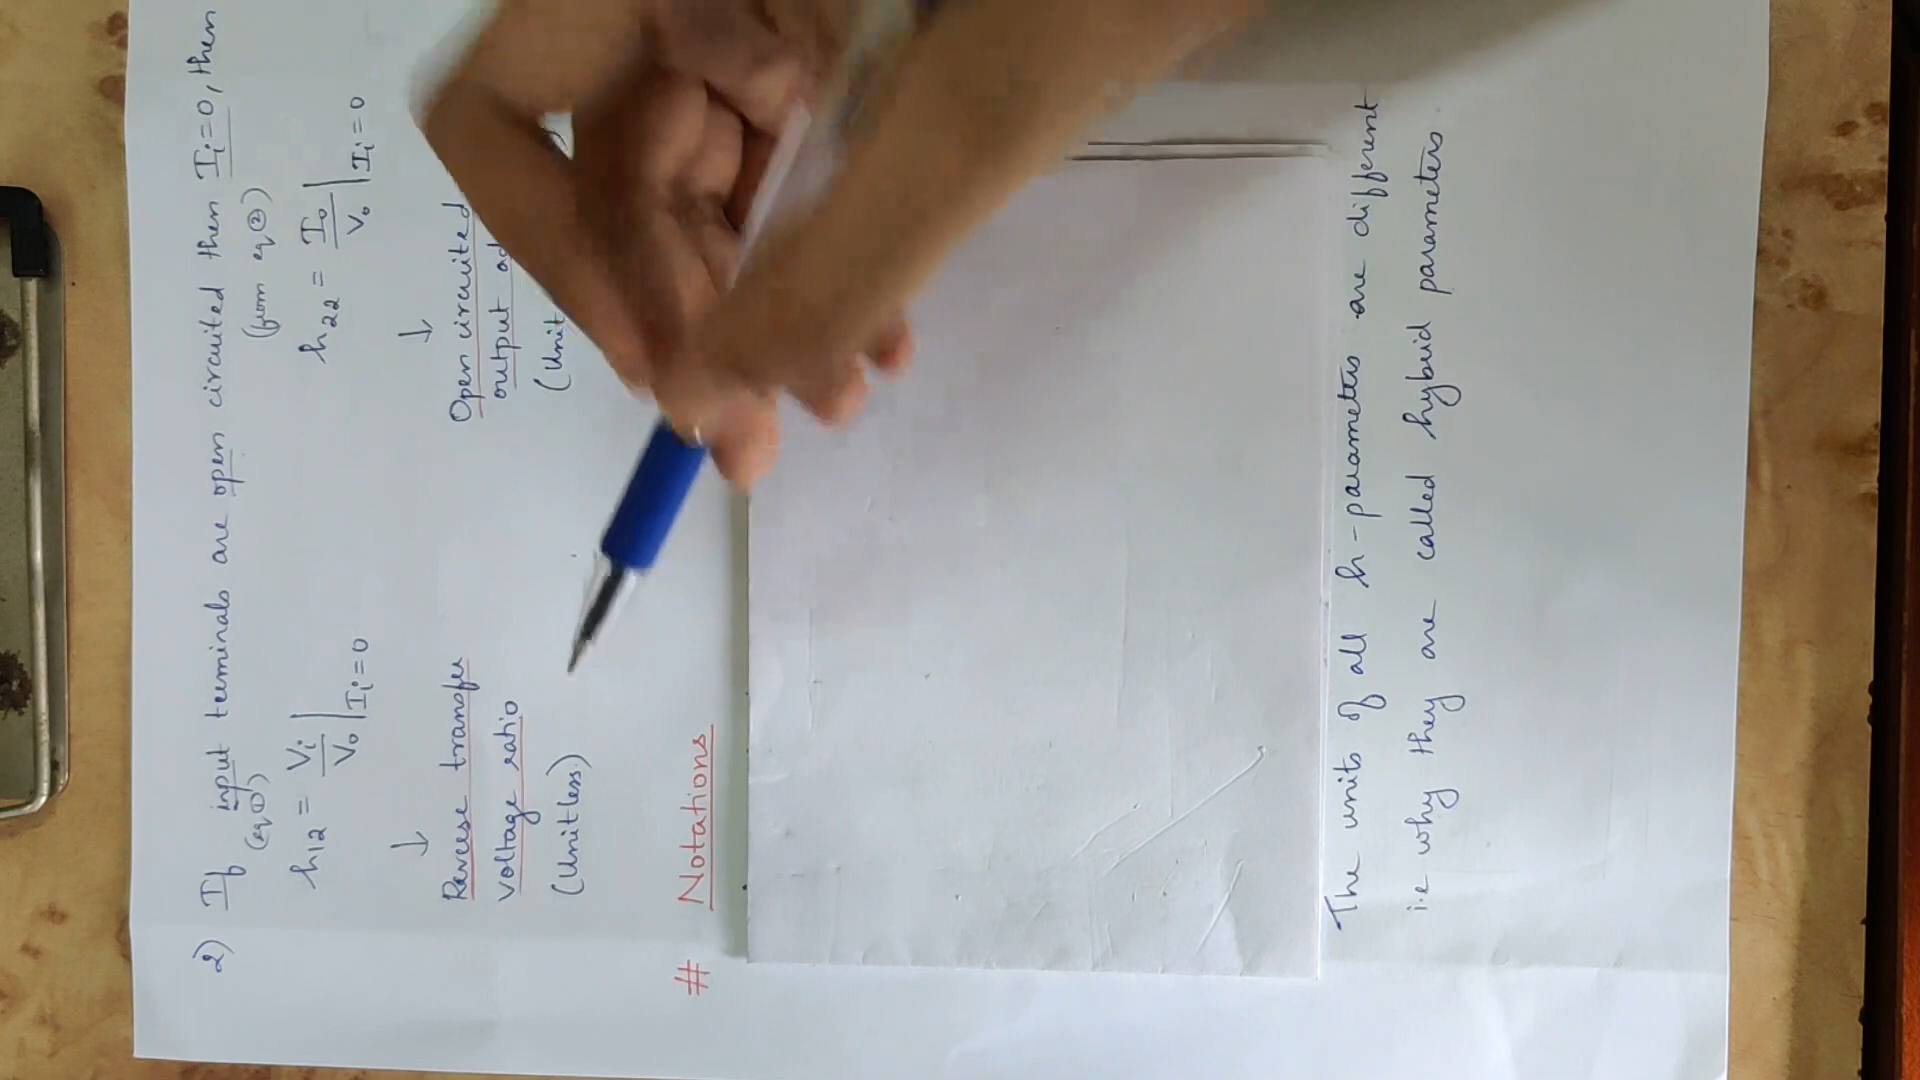 2) If input terminals are open circuited then Ii=0, then
(eq①) (from eq②)
h12 = Vi/Vo | Ii=0 h22 = Io/Vo | Ii=0
↓ ↓
Reverse transfer Open circuited
voltage ratio output
(Unitless) (Unit
# Notations
The units of all h-parameters are different
i.e why they are called hybrid parameters.